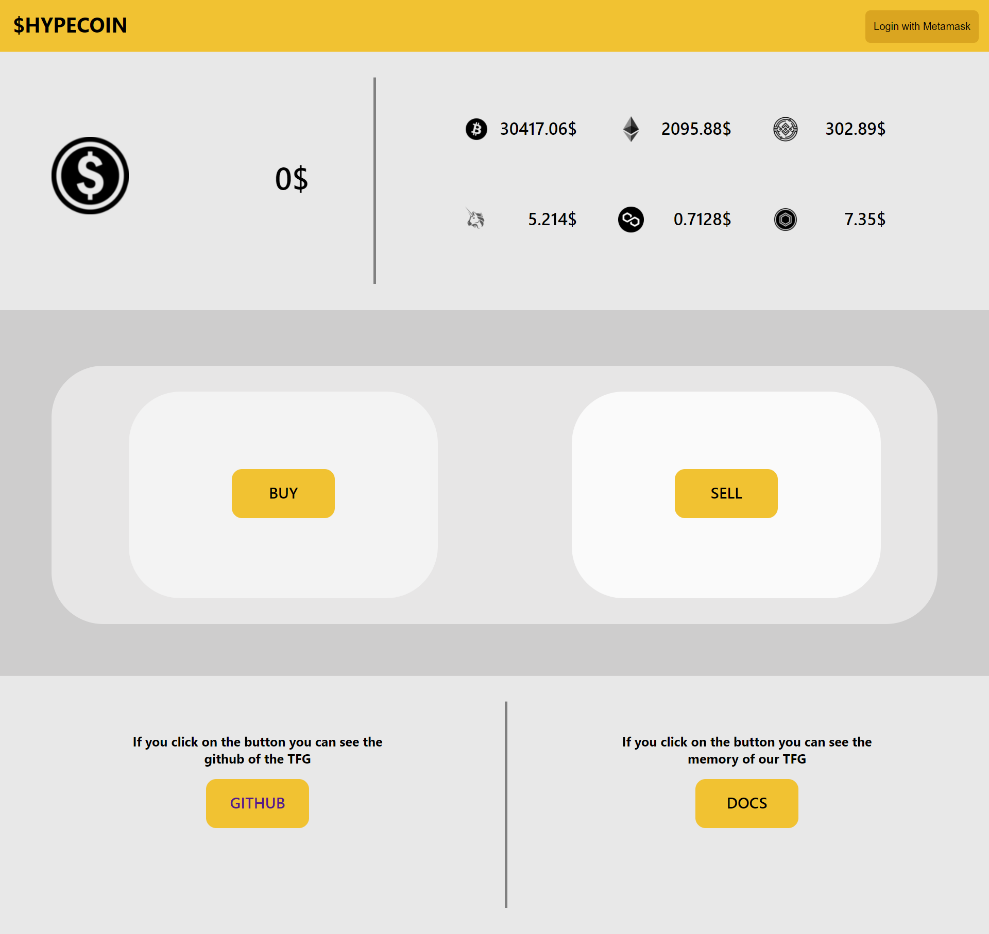 $HYPECOIN
Login with Metamask
0$
30417.06$
2095.88$
302.89$
5.214$
0.7128$
7.35$
BUY
SELL
If you click on the button you can see the
github of the TFG
GITHUB
If you click on the button you can see the
memory of our TFG
DOCS